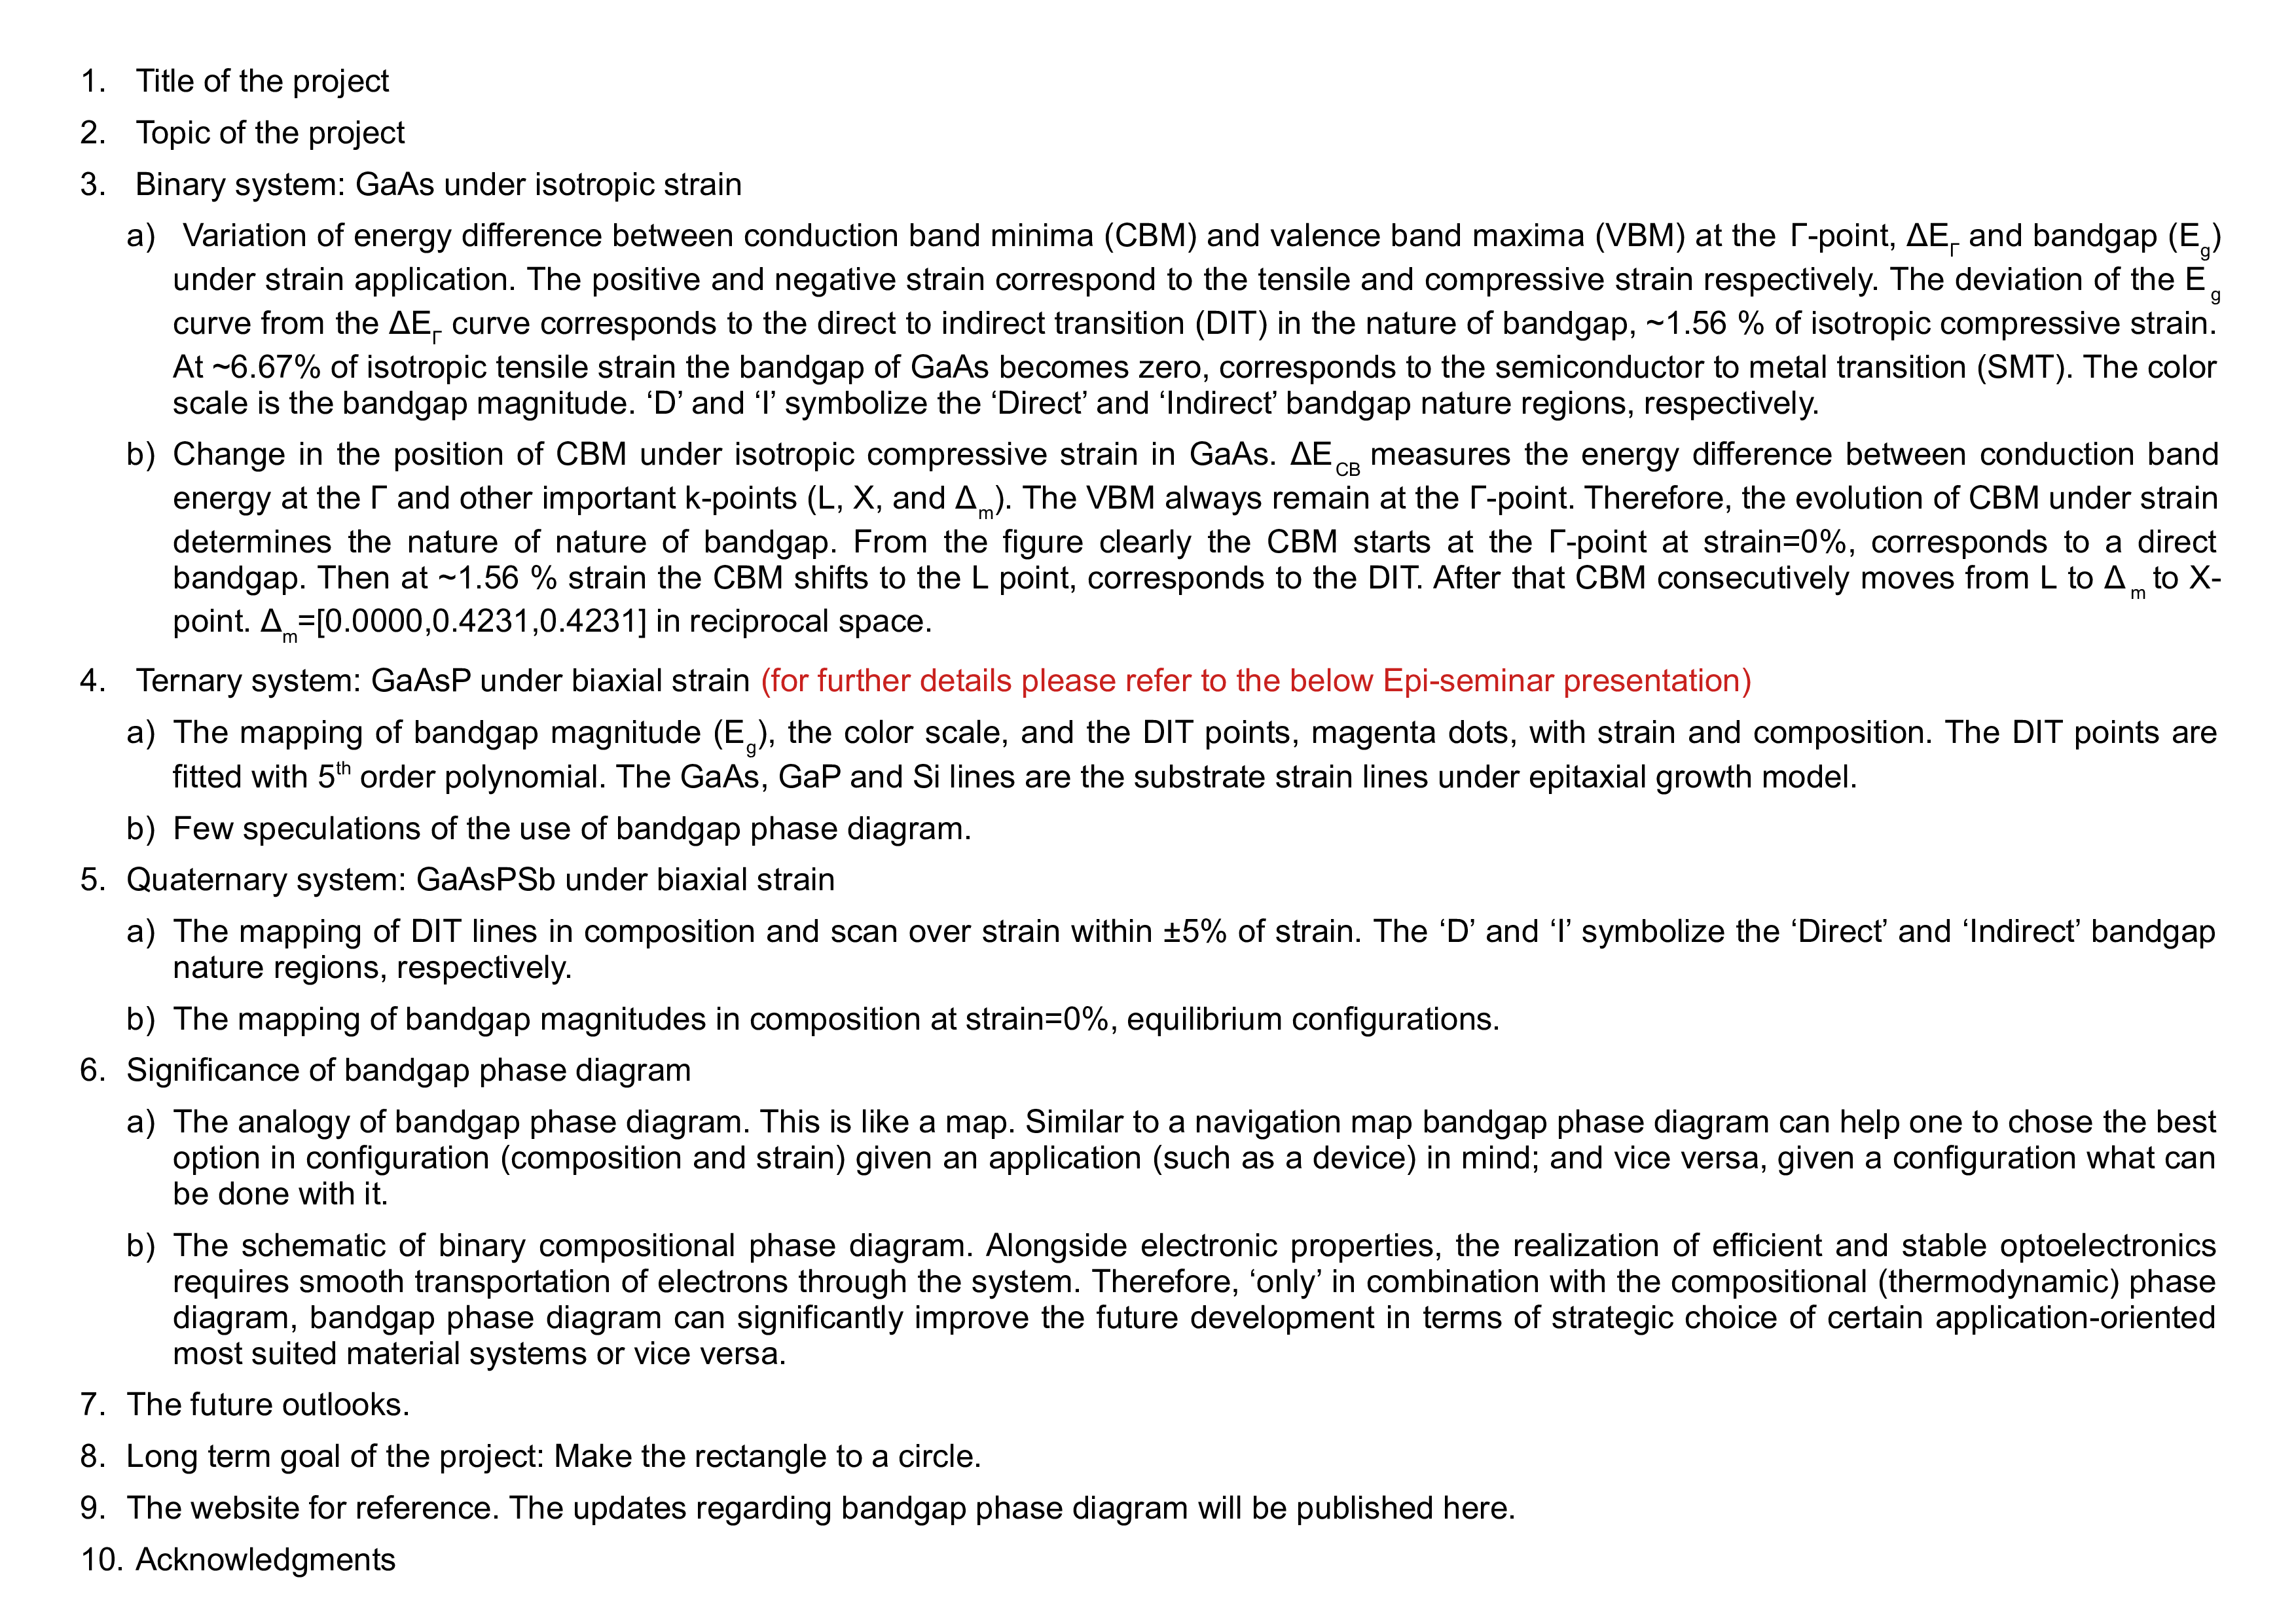 1. Title of the project
2. Topic of the project
3. Binary system: GaAs under isotropic strain
a) Variation of energy difference between conduction band minima (CBM) and valence band maxima (VBM) at the Γ-point, ΔEΓ and bandgap (Eg)
under strain application. The positive and negative strain correspond to the tensile and compressive strain respectively. The deviation of the Eg
curve from the ΔEΓ curve corresponds to the direct to indirect transition (DIT) in the nature of bandgap, ~1.56 % of isotropic compressive strain.
At ~6.67% of isotropic tensile strain the bandgap of GaAs becomes zero, corresponds to the semiconductor to metal transition (SMT). The color
scale is the bandgap magnitude. ‘D’ and ‘I’ symbolize the ‘Direct’ and ‘Indirect’ bandgap nature regions, respectively.
b) Change in the position of CBM under isotropic compressive strain in GaAs. ΔECB measures the energy difference between conduction band
energy at the Γ and other important k-points (L, X, and Δm). The VBM always remain at the Γ-point. Therefore, the evolution of CBM under strain
determines the nature of nature of bandgap. From the figure clearly the CBM starts at the Γ-point at strain=0%, corresponds to a direct
bandgap. Then at ~1.56 % strain the CBM shifts to the L point, corresponds to the DIT. After that CBM consecutively moves from L to Δm to X-
point. Δm=[0.0000,0.4231,0.4231] in reciprocal space.
4. Ternary system: GaAsP under biaxial strain (for further details please refer to the below Epi-seminar presentation)
a) The mapping of bandgap magnitude (Eg), the color scale, and the DIT points, magenta dots, with strain and composition. The DIT points are
fitted with 5th order polynomial. The GaAs, GaP and Si lines are the substrate strain lines under epitaxial growth model.
b) Few speculations of the use of bandgap phase diagram.
5. Quaternary system: GaAsPSb under biaxial strain
a) The mapping of DIT lines in composition and scan over strain within ±5% of strain. The ‘D’ and ‘I’ symbolize the ‘Direct’ and ‘Indirect’ bandgap
nature regions, respectively.
b) The mapping of bandgap magnitudes in composition at strain=0%, equilibrium configurations.
6. Significance of bandgap phase diagram
a) The analogy of bandgap phase diagram. This is like a map. Similar to a navigation map bandgap phase diagram can help one to chose the best
option in configuration (composition and strain) given an application (such as a device) in mind; and vice versa, given a configuration what can
be done with it.
b) The schematic of binary compositional phase diagram. Alongside electronic properties, the realization of efficient and stable optoelectronics
requires smooth transportation of electrons through the system. Therefore, ‘only’ in combination with the compositional (thermodynamic) phase
diagram, bandgap phase diagram can significantly improve the future development in terms of strategic choice of certain application-oriented
most suited material systems or vice versa.
7. The future outlooks.
8. Long term goal of the project: Make the rectangle to a circle.
9. The website for reference. The updates regarding bandgap phase diagram will be published here.
10. Acknowledgments